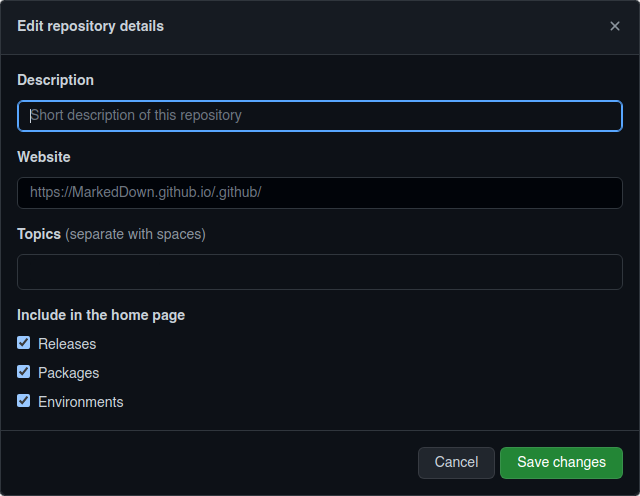 Edit repository details
Description
Short description of this repository
Website
https://MarkedDown.github.io/.github/
Topics (separate with spaces)
Include in the home page
Releases
Packages
Environments
Cancel Save changes